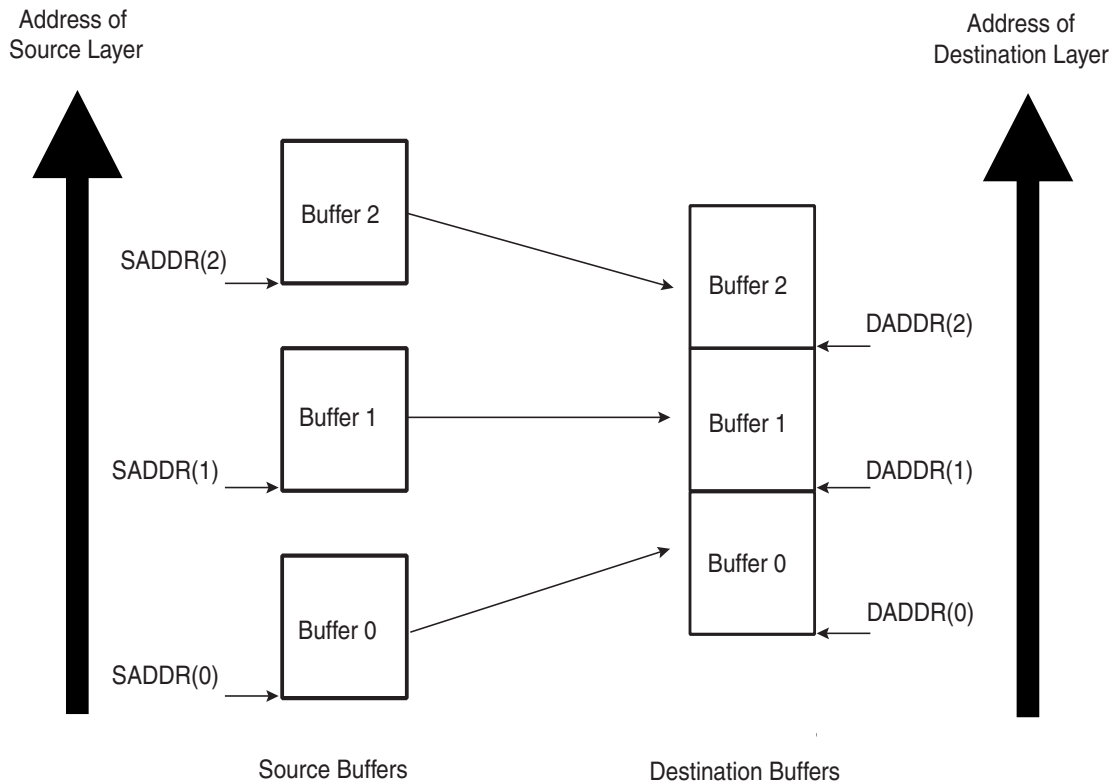 Address of
Source Layer
Address of
Destination Layer
Buffer 2
SADDR(2)
Buffer 2
DADDR(2)
Buffer 1
Buffer 1
SADDR(1)
DADDR(1)
Buffer 0
Buffer 0
DADDR(0)
SADDR(0)
Source Buffers
Destination Buffers